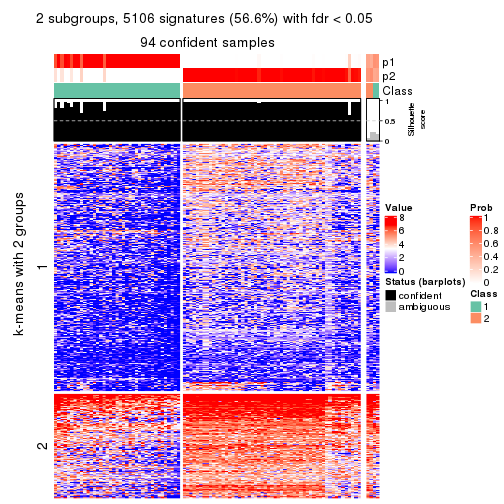 2 subgroups, 5106 signatures (56.6%) with fdr < 0.05
94 confident samples
p1
p2
Class
1
0.5
0
Silhouette
score
k-means with 2 groups
1
2
Value
8
6
4
2
0
Status (barplots)
confident
ambiguous
Prob
1
0.8
0.6
0.4
0.2
0
Class
1
2